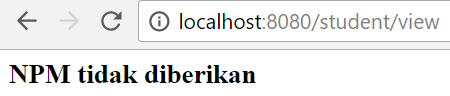 localhost:8080/student/view
NPM tidak diberikan